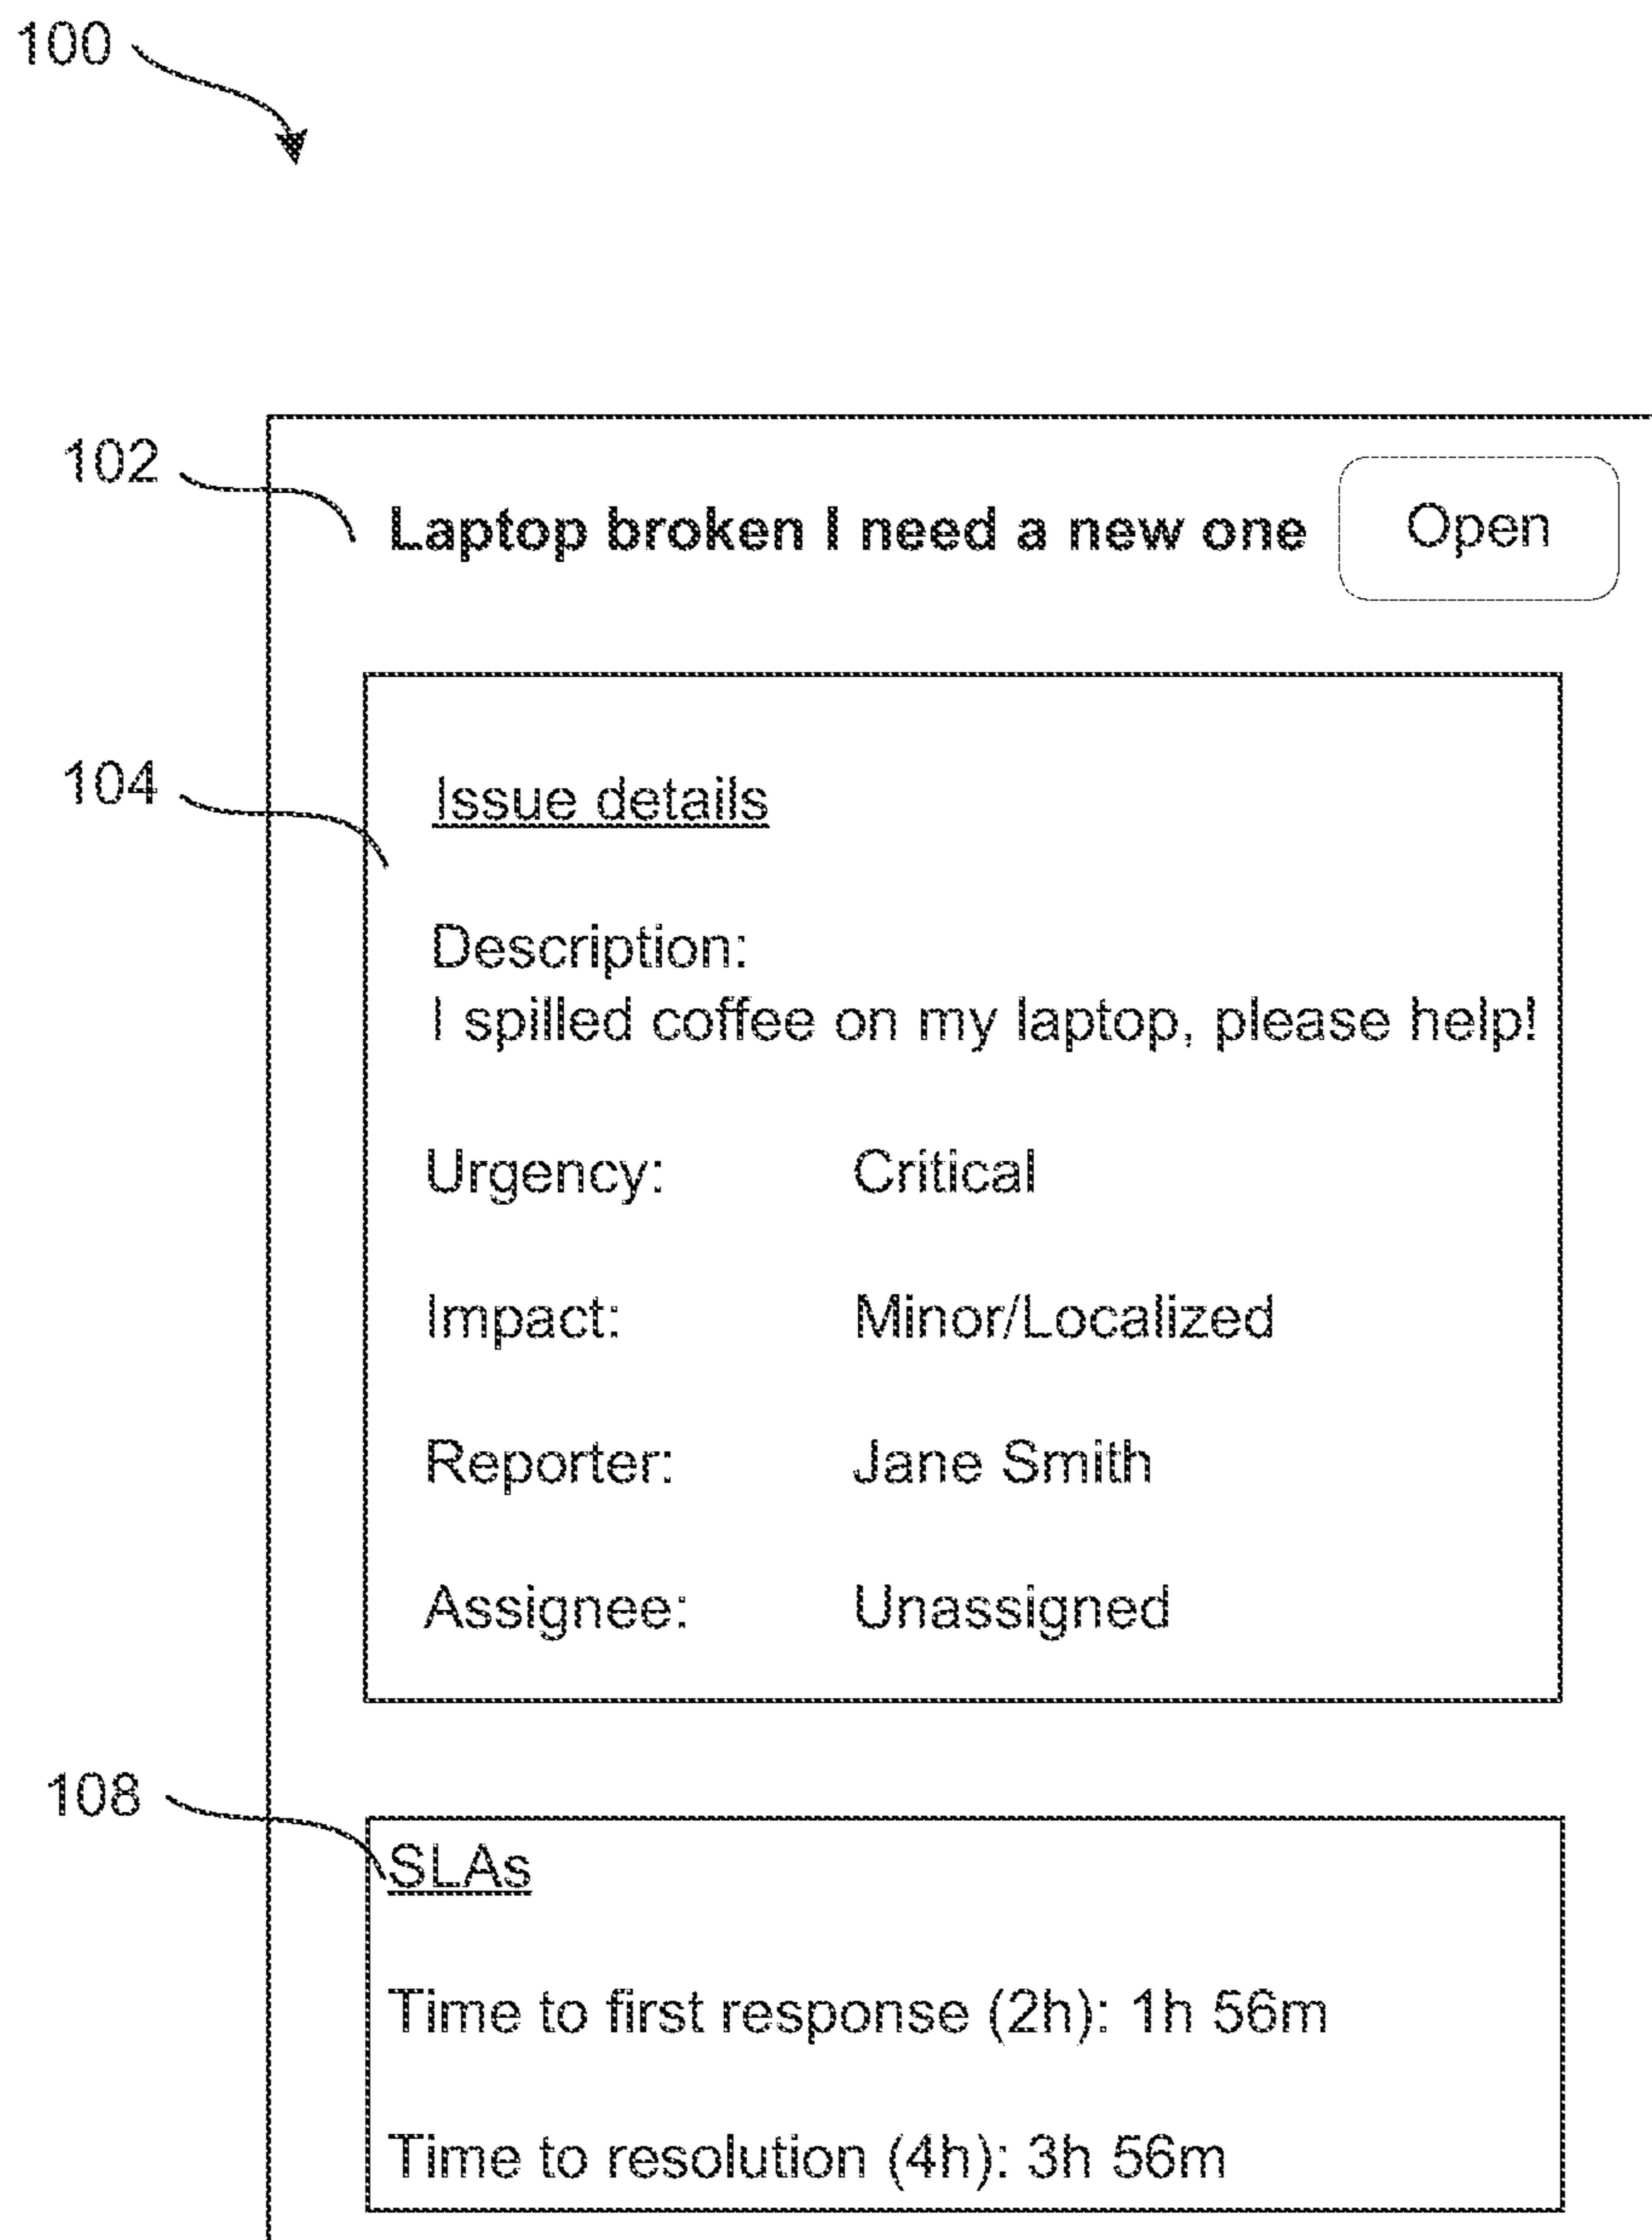 100
102
Laptop broken I need a new one Open
104
Issue details
Description:
I spilled coffee on my laptop, please help!
Urgency: Critical
Impact: Minor/Localized
Reporter: Jane Smith
Assignee: Unassigned
108
SLAs
Time to first response (2h): 1h 56m
Time to resolution (4h): 3h 56m